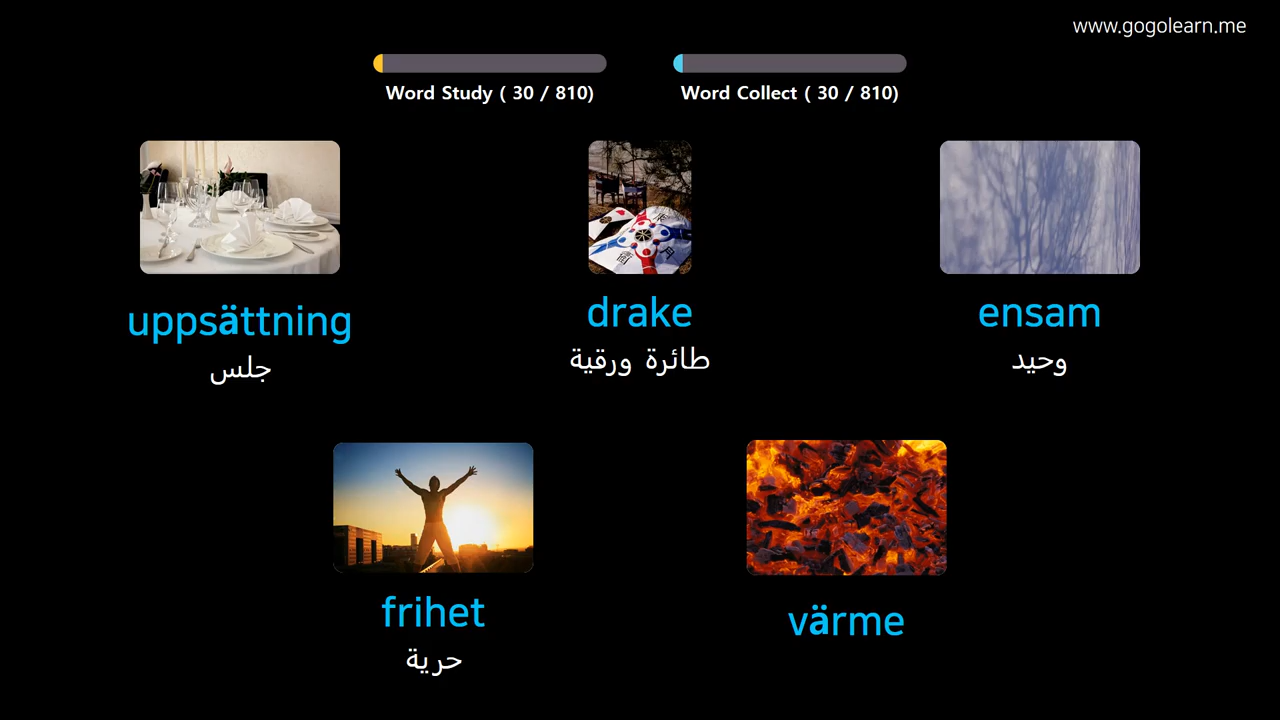 www.gogolearn.me
Word Study ( 30 / 810)
Word Collect ( 30 / 810)
uppsättning
جلس
drake
طائرة ورقية
ensam
وحيد
frihet
حرية
värme